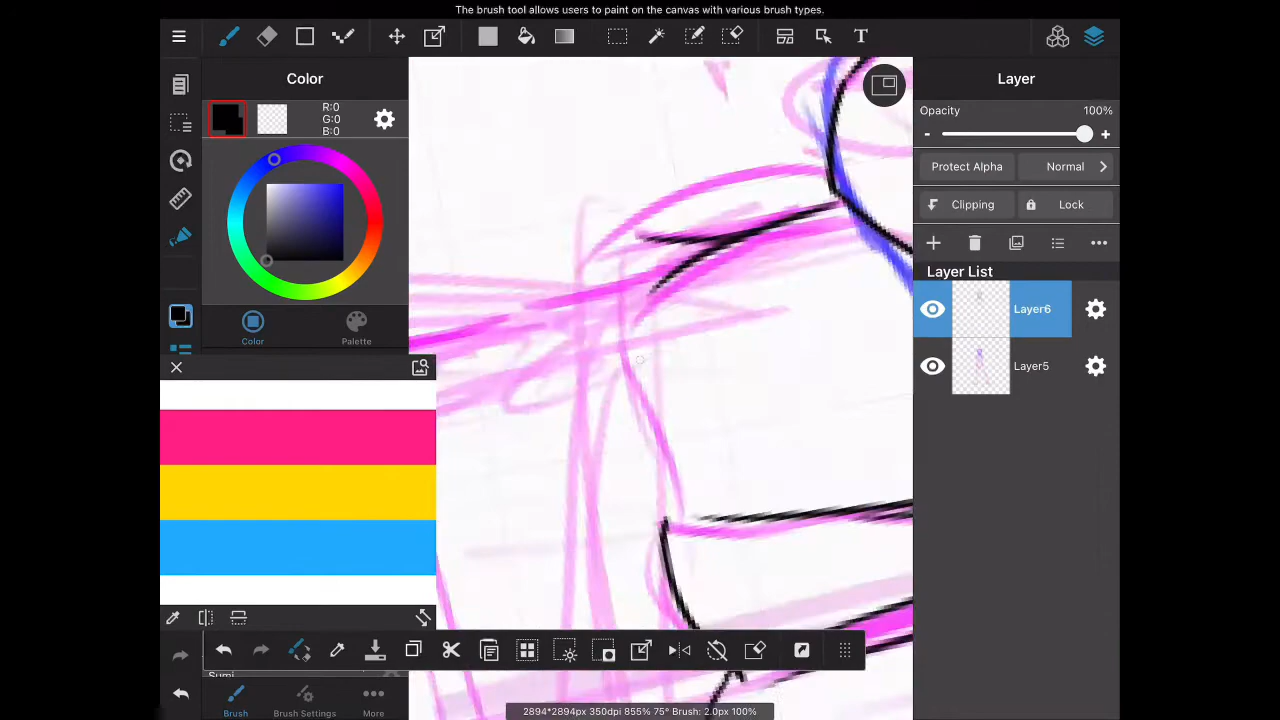 The brush tool allows users to paint on the canvas with various brush types.
T
Color
R:0
G:0
B:0
Color
Palette
Sumi
Brush
Brush Settings
More
2894*2894px 350dpi 855% 75° Brush: 2.0px 100%
Layer
Opacity 100%
- +
Protect Alpha Normal
Clipping Lock
Layer List
Layer6
Layer5